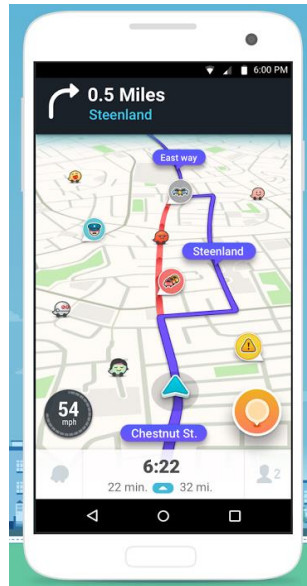 6:00 PM
0.5 Miles
Steenland
East way
Steenland
54
mph
Chestnut St.
6:22
22 min. 32 mi.
2